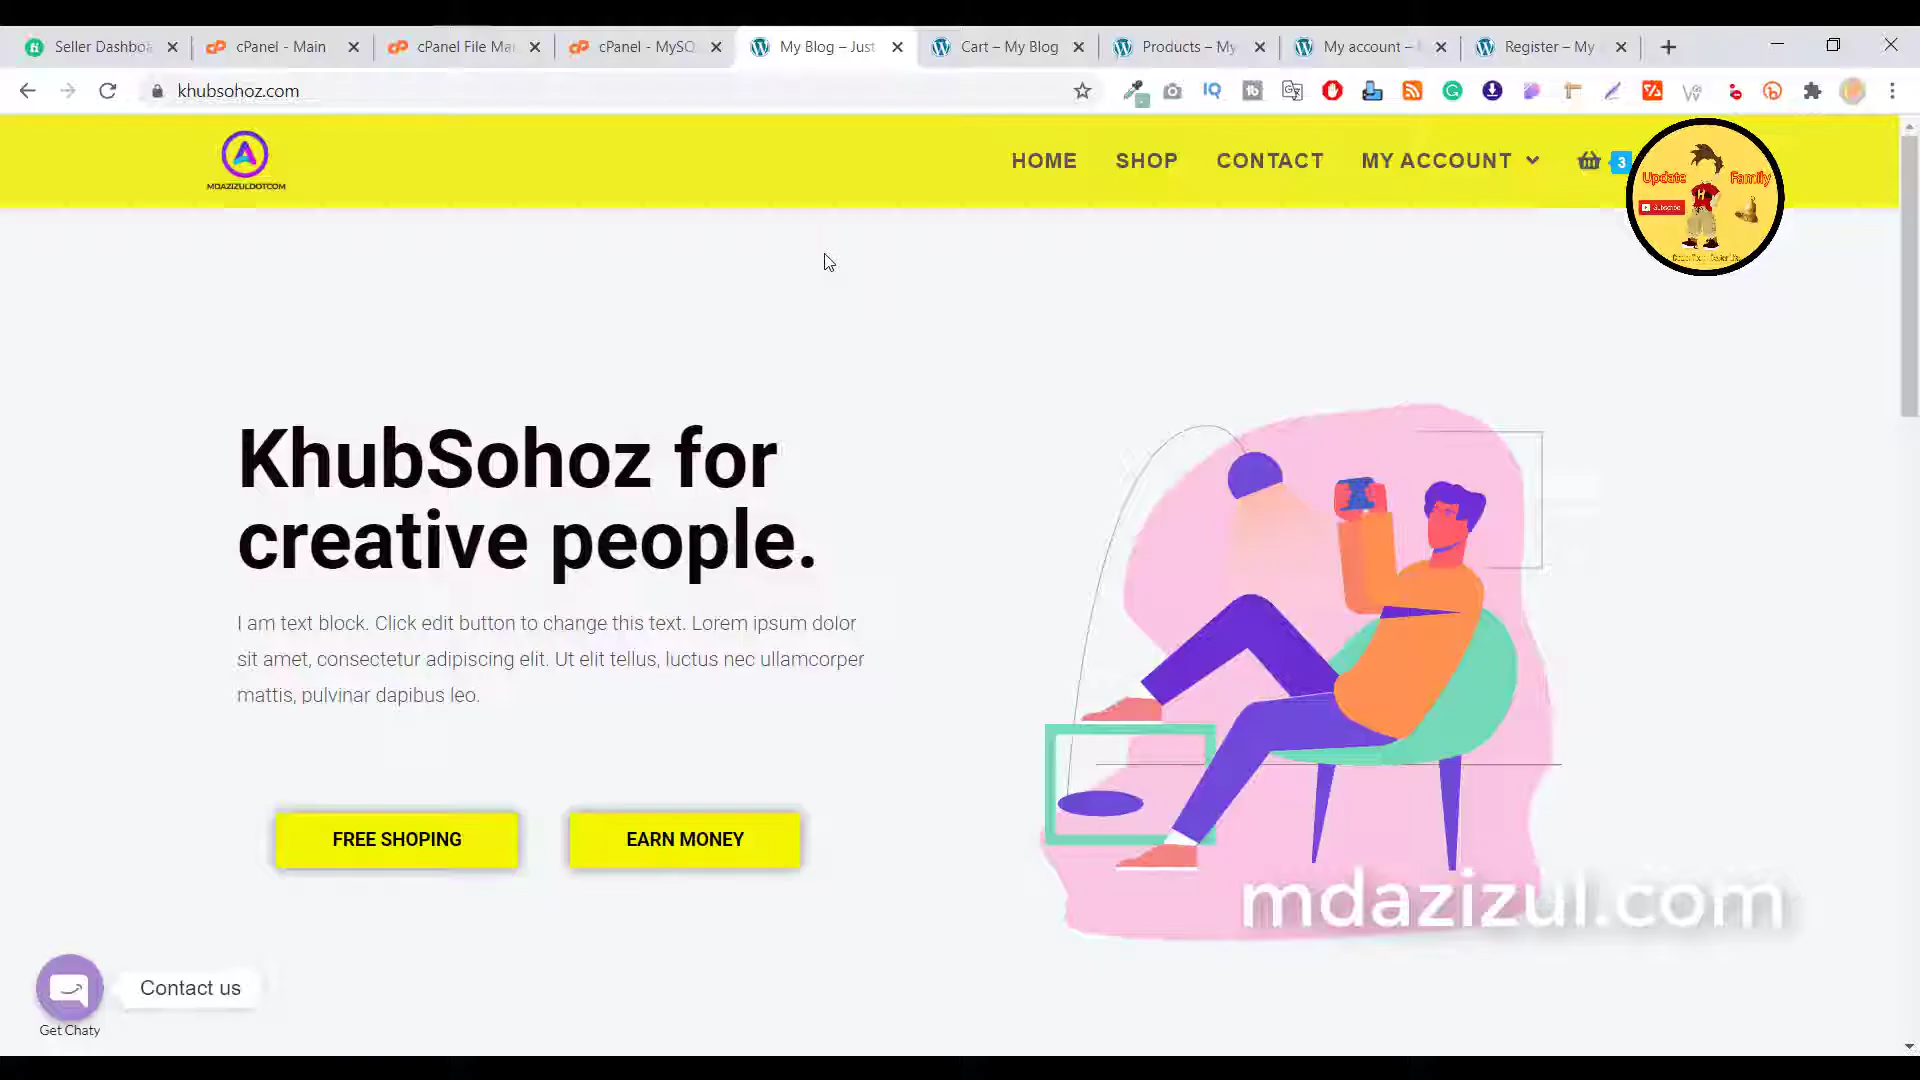 Seller Dashboa
cPanel - Main
cPanel File Ma
cPanel - MySQ
My Blog – Just
Cart – My Blog
Products – My
My account –
Register – My
khubsohoz.com
MDAZIZULDOTCOM
HOME
SHOP
CONTACT
MY ACCOUNT
3
Update Family
Subscribe
KhubSohoz for
creative people.
I am text block. Click edit button to change this text. Lorem ipsum dolor
sit amet, consectetur adipiscing elit. Ut elit tellus, luctus nec ullamcorper
mattis, pulvinar dapibus leo.
FREE SHOPING
EARN MONEY
mdazizul.com
Contact us
Get Chaty